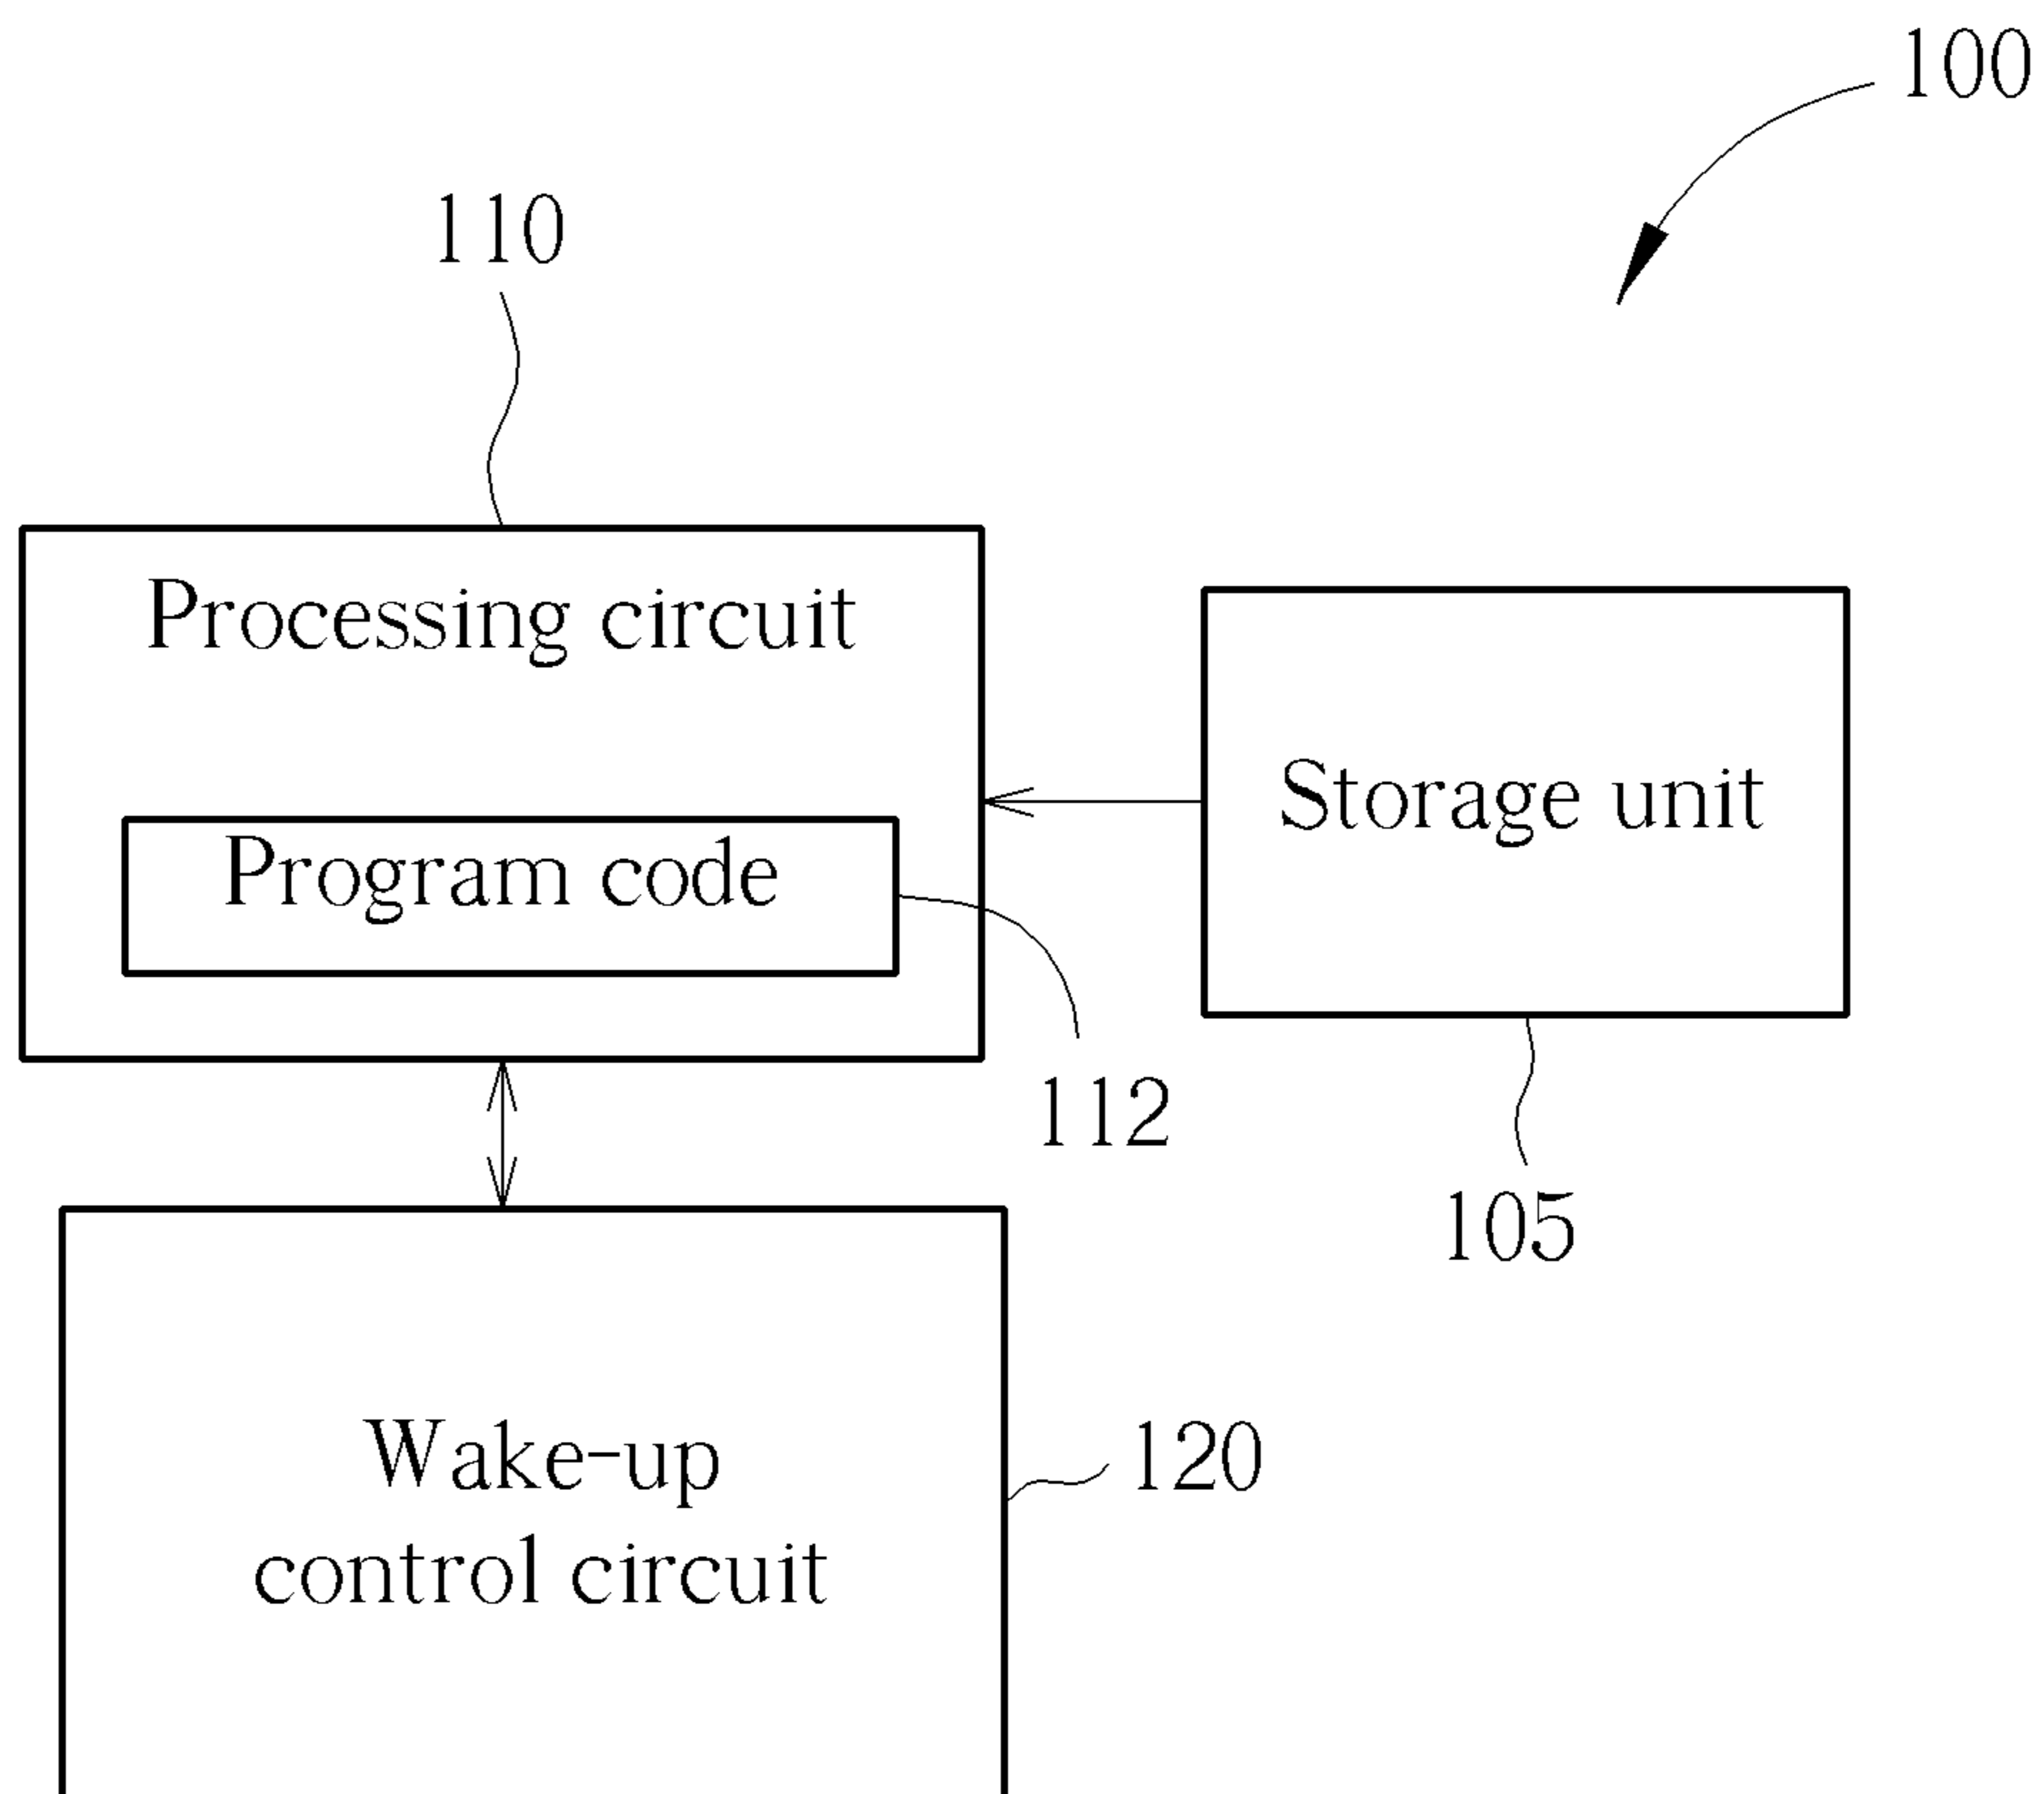 100
110
Processing circuit
Storage unit
Program code
112
105
Wake-up
control circuit
120